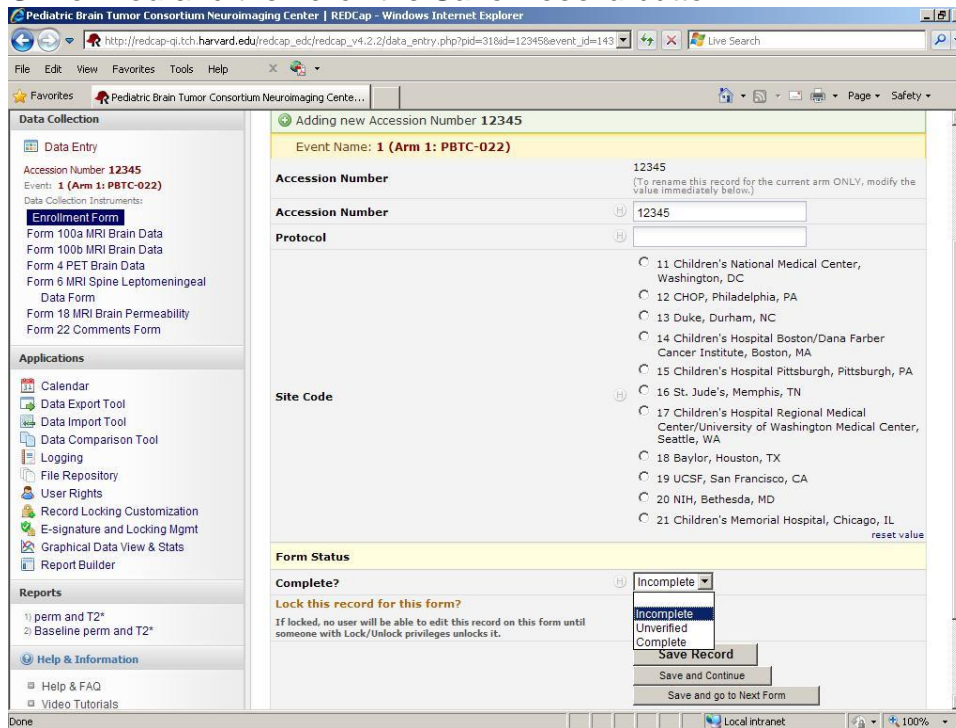 Pediatric Brain Tumor Consortium Neuroimaging Center | REDCap - Windows Internet Explorer
http://redcap-qi.tch.harvard.edu/redcap_edc/redcap_v4.2.2/data_entry.php?pid=31&id=12345&event_id=143
Live Search
File Edit View Favorites Tools Help
Favorites
Pediatric Brain Tumor Consortium Neuroimaging Cente...
Page
Safety
Data Collection
Data Entry
Accession Number 12345
Event: 1 (Arm 1: PBTC-022)
Data Collection Instruments:
Enrollment Form
Form 100a MRI Brain Data
Form 100b MRI Brain Data
Form 4 PET Brain Data
Form 6 MRI Spine Leptomeningeal
Data Form
Form 18 MRI Brain Permeability
Form 22 Comments Form
Applications
31 Calendar
Data Export Tool
Data Import Tool
Data Comparison Tool
Logging
File Repository
User Rights
Record Locking Customization
E-signature and Locking Mgmt
Graphical Data View & Stats
Report Builder
Reports
1) perm and T2*
2) Baseline perm and T2*
Help & Information
Help & FAQ
Video Tutorials
Adding new Accession Number 12345
Event Name: 1 (Arm 1: PBTC-022)
Accession Number
12345
(To rename this record for the current arm ONLY, modify the
value immediately below.)
Accession Number
H
12345
Protocol
H
Site Code
H
11 Children's National Medical Center,
Washington, DC
12 CHOP, Philadelphia, PA
13 Duke, Durham, NC
14 Children's Hospital Boston/Dana Farber
Cancer Institute, Boston, MA
15 Children's Hospital Pittsburgh, Pittsburgh, PA
16 St. Jude's, Memphis, TN
17 Children's Hospital Regional Medical
Center/University of Washington Medical Center,
Seattle, WA
18 Baylor, Houston, TX
19 UCSF, San Francisco, CA
20 NIH, Bethesda, MD
21 Children's Memorial Hospital, Chicago, IL
reset value
Form Status
Complete?
H
Incomplete
Incomplete
Unverified
Complete
Lock this record for this form?
If locked, no user will be able to edit this record on this form until
someone with Lock/Unlock privileges unlocks it.
Save Record
Save and Continue
Save and go to Next Form
Done
Local intranet
100%